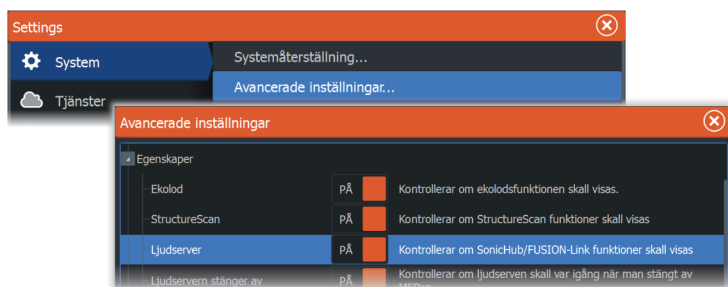 Settings
System
Systemåterställning...
Avancerade inställningar...
Tjänster
Avancerade inställningar
Egenskaper
Ekolod PÅ Kontrollerar om ekolodsfunktionen skall visas.
StructureScan PÅ Kontrollerar om StructureScan funktioner skall visas
Ljudserver PÅ Kontrollerar om SonicHub/FUSION-Link funktioner skall visas
Ljudservern stänger av PÅ Kontrollerar om ljudserven skall var igång när man stängt av